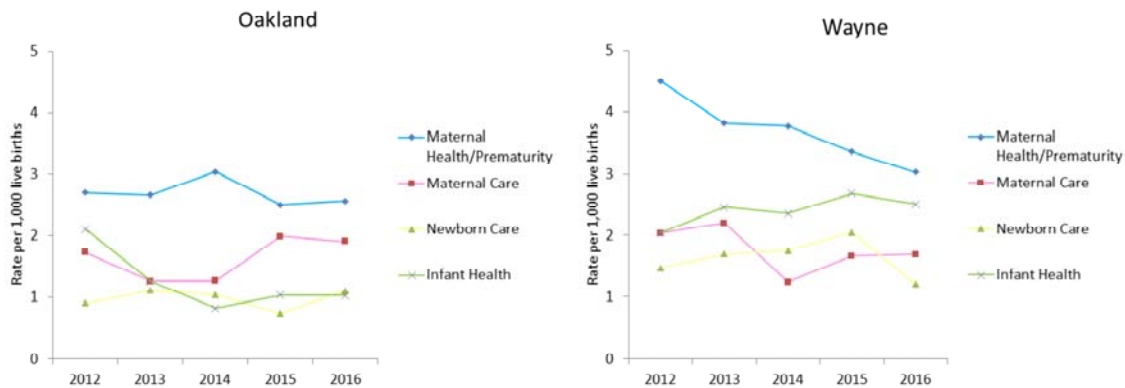 Oakland
5
4
3
2
1
0
Rate per 1,000 live births
2012 2013 2014 2015 2016
Maternal
Health/Prematurity
Maternal Care
Newborn Care
Infant Health
Wayne
5
4
3
2
1
0
Rate per 1,000 live births
2012 2013 2014 2015 2016
Maternal
Health/Prematurity
Maternal Care
Newborn Care
Infant Health